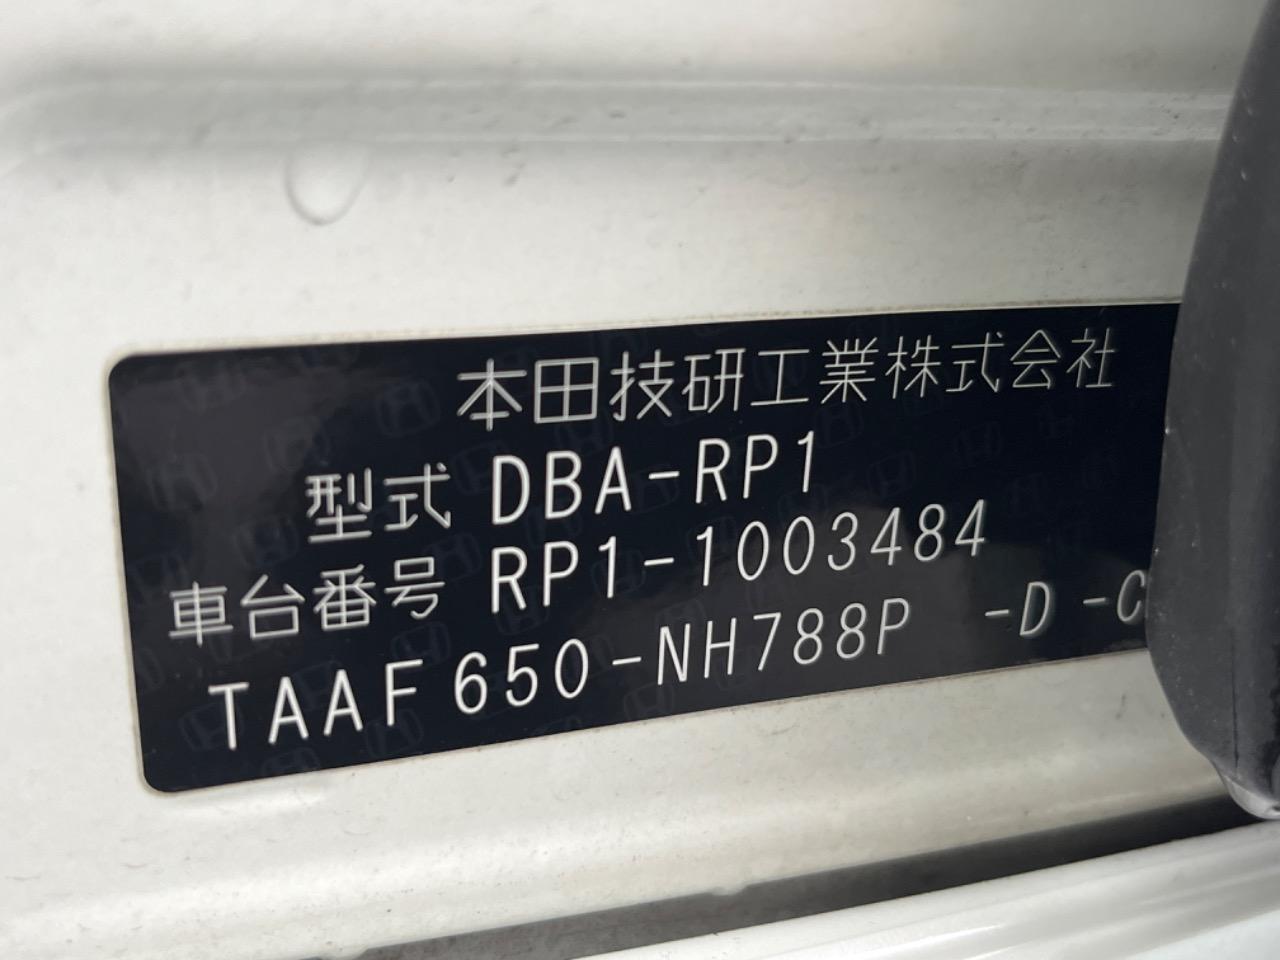 本田技研工業株式会社
型式 DBA-RP1
車台番号 RP1-1003484
TAAF650-NH788P -D -C